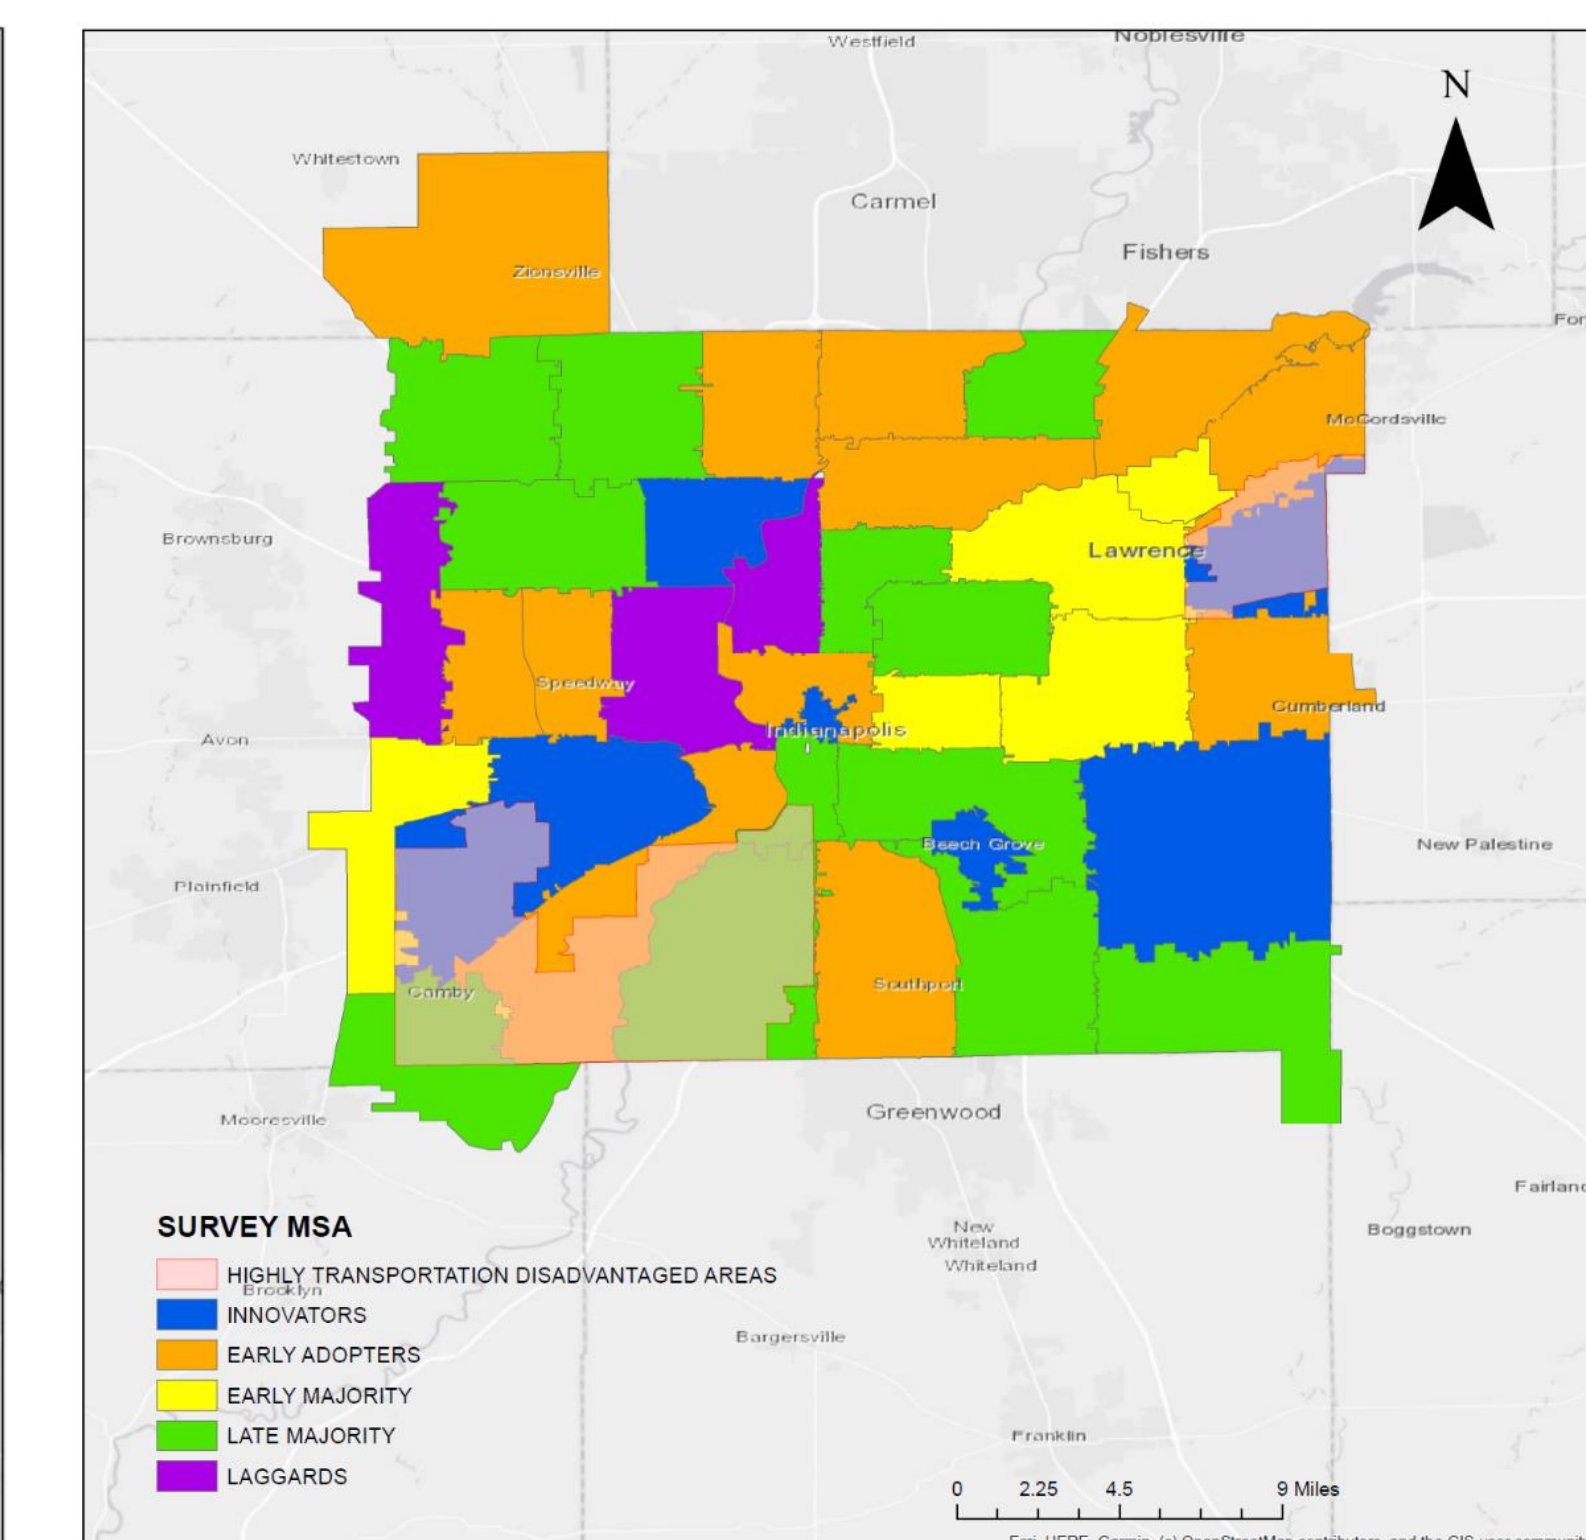 Westfield
Noblesville
N
Whitestown
Carmel
Fishers
Zionsville
McCordsville
Brownsburg
Lawrence
Speedway
Cumberland
Indianapolis
Avon
Beech Grove
New Palestine
Plainfield
Southport
Camby
Mooresville
Greenwood
SURVEY MSA
New
Whiteland
Whiteland
Boggstown
HIGHLY TRANSPORTATION DISADVANTAGED AREAS
Brooklyn
INNOVATORS
Bargersville
EARLY ADOPTERS
EARLY MAJORITY
LATE MAJORITY
Franklin
LAGGARDS
0 2.25 4.5 9 Miles